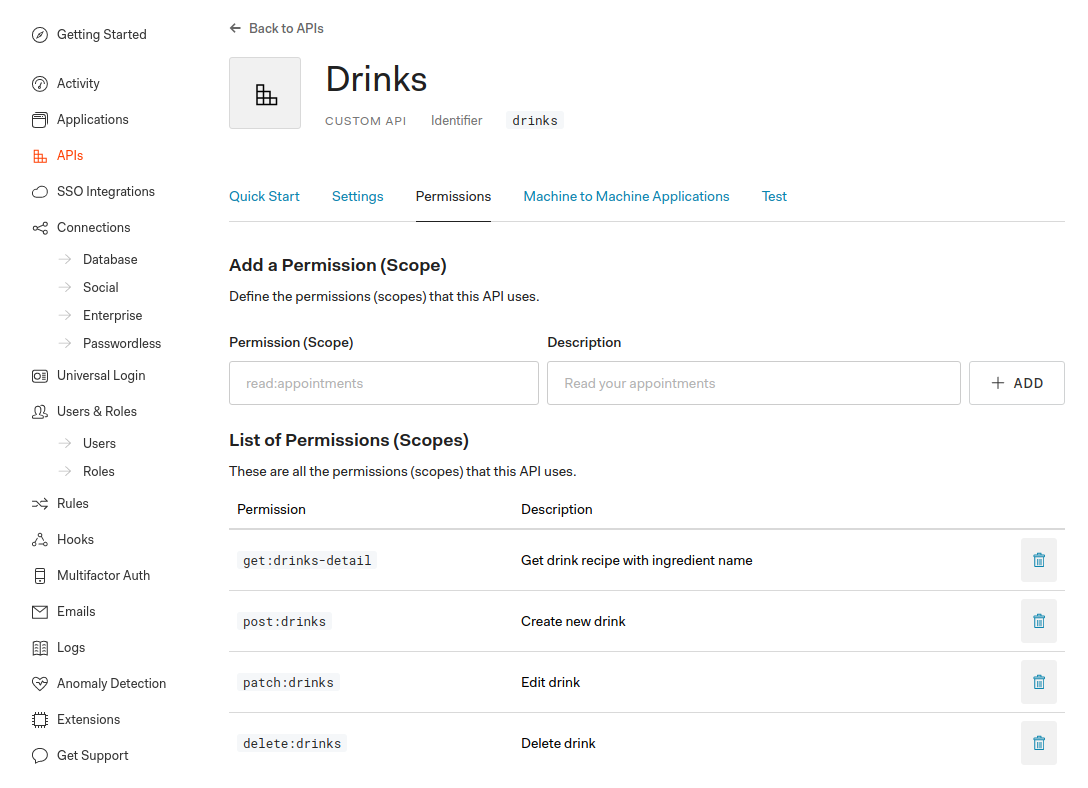 Getting Started
Activity
Applications
APIs
SSO Integrations
Connections
Database
Social
Enterprise
Passwordless
Universal Login
Users & Roles
Users
Roles
Rules
Hooks
Multifactor Auth
Emails
Logs
Anomaly Detection
Extensions
Get Support
Back to APIs
Drinks
CUSTOM API Identifier drinks
Quick Start Settings Permissions Machine to Machine Applications Test
Add a Permission (Scope)
Define the permissions (scopes) that this API uses.
Permission (Scope) Description
read:appointments Read your appointments ADD
List of Permissions (Scopes)
These are all the permissions (scopes) that this API uses.
Permission Description
get:drinks-detail Get drink recipe with ingredient name
post:drinks Create new drink
patch:drinks Edit drink
delete:drinks Delete drink